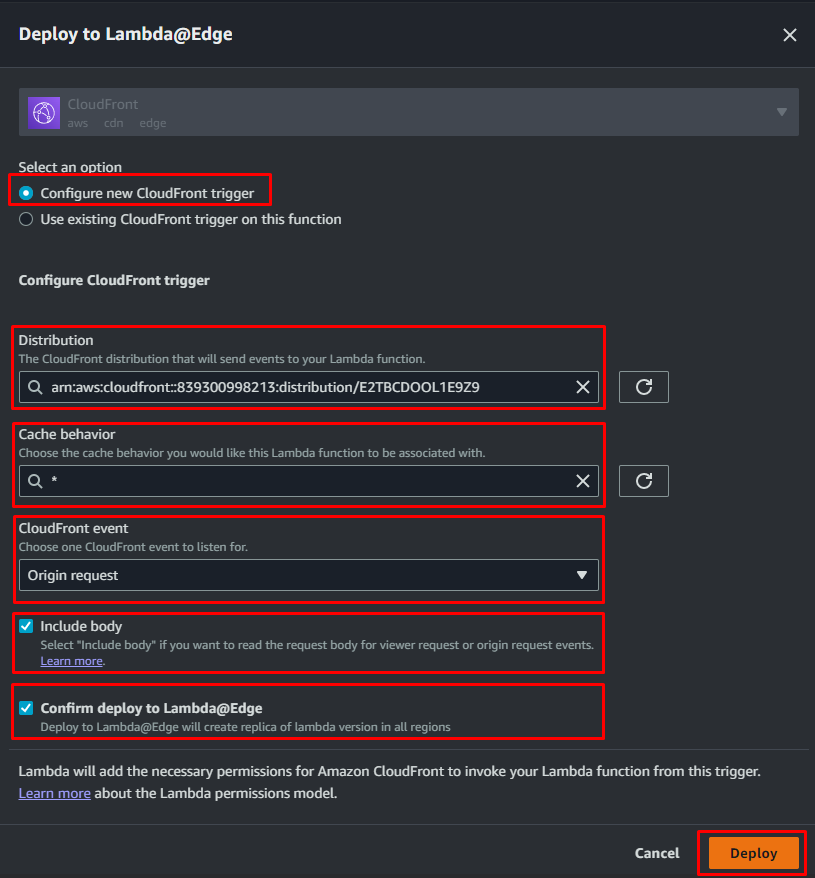 Deploy to Lambda@Edge
CloudFront
aws cdn edge
Select an option
Configure new CloudFront trigger
Use existing CloudFront trigger on this function
Configure CloudFront trigger
Distribution
The CloudFront distribution that will send events to your Lambda function.
arn:aws:cloudfront::839300998213:distribution/E2TBCDOOL1E9Z9
Cache behavior
Choose the cache behavior you would like this Lambda function to be associated with.
*
CloudFront event
Choose one CloudFront event to listen for.
Origin request
Include body
Select "Include body" if you want to read the request body for viewer request or origin request events.
Learn more.
Confirm deploy to Lambda@Edge
Deploy to Lambda@Edge will create replica of lambda version in all regions
Lambda will add the necessary permissions for Amazon CloudFront to invoke your Lambda function from this trigger.
Learn more about the Lambda permissions model.
Cancel Deploy